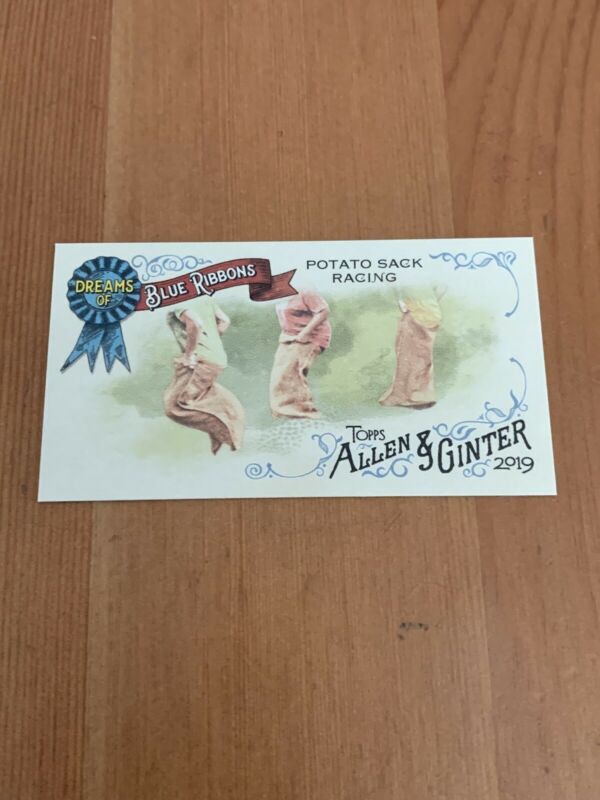 DREAMS
OF
BLUE RIBBONS
POTATO SACK
RACING
TOPPS
ALLEN & GINTER
2019